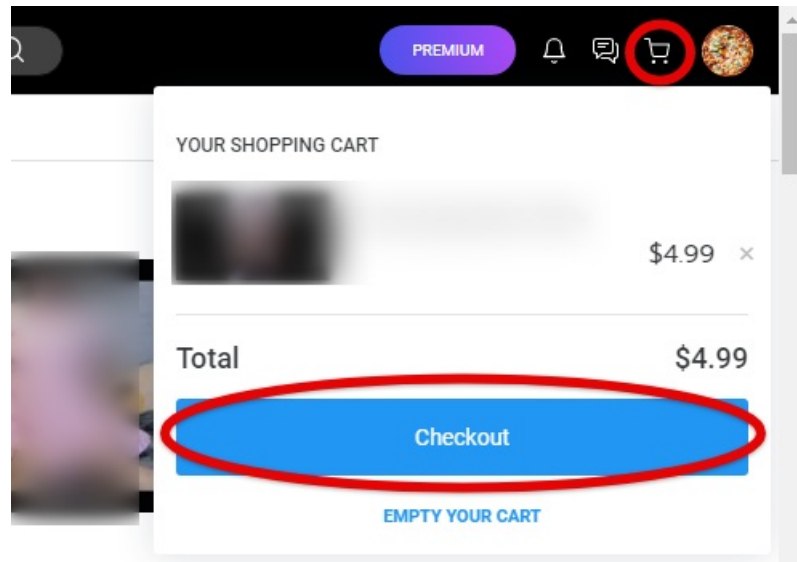 PREMIUM
YOUR SHOPPING CART
$4.99 ×
Total $4.99
Checkout
EMPTY YOUR CART